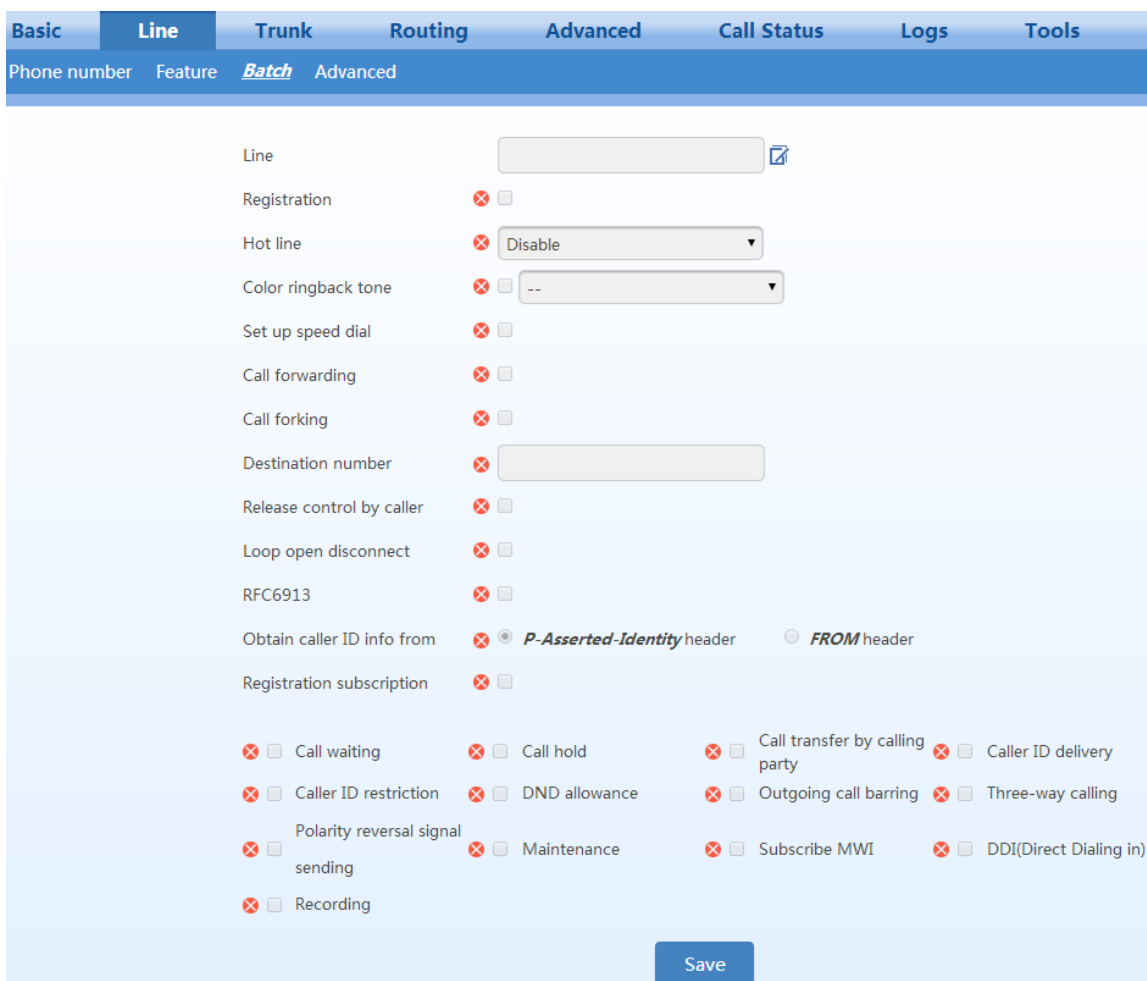 Basic Line Trunk Routing Advanced Call Status Logs Tools
Phone number Feature Batch Advanced
Line
Registration
Hot line Disable
Color ringback tone --
Set up speed dial
Call forwarding
Call forking
Destination number
Release control by caller
Loop open disconnect
RFC6913
Obtain caller ID info from P-Asserted-Identity header FROM header
Registration subscription
Call waiting Call hold Call transfer by calling party Caller ID delivery
Caller ID restriction DND allowance Outgoing call barring Three-way calling
Polarity reversal signal sending Maintenance Subscribe MWI DDI(Direct Dialing in)
Recording
Save